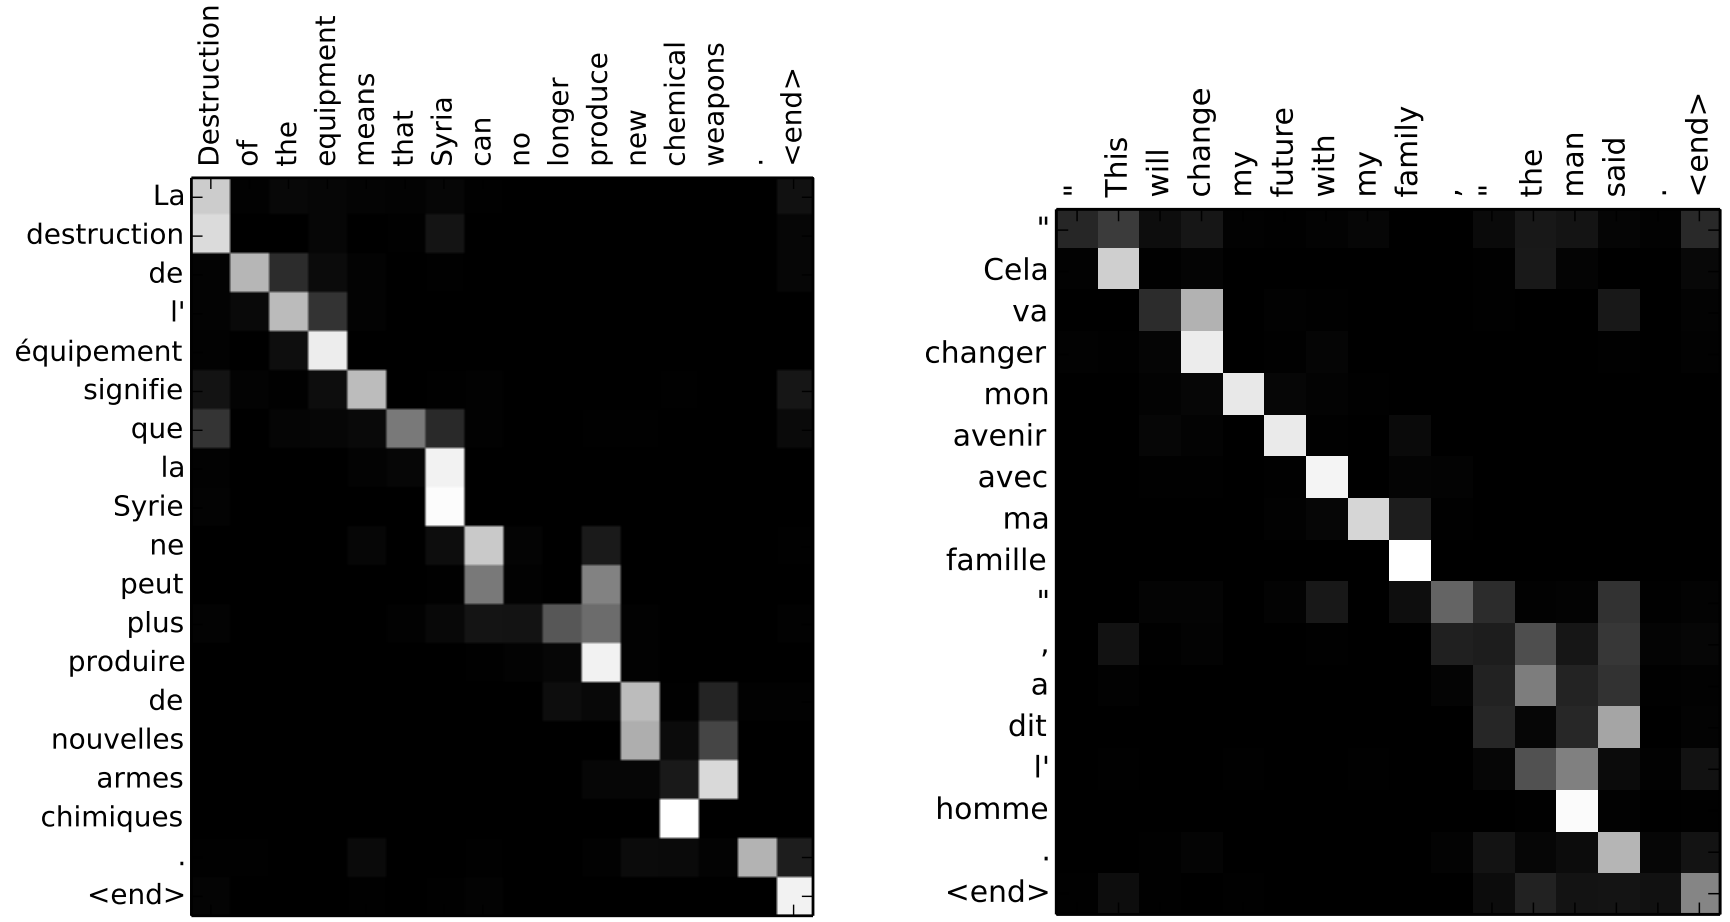 Destruction
of
the
equipment
means
that
Syria
can
no
longer
produce
new
chemical
weapons
.
<end>
La
destruction
de
l'
équipement
signifie
que
la
Syrie
ne
peut
plus
produire
de
nouvelles
armes
chimiques
.
<end>
"
This
will
change
my
future
with
my
family
,
"
the
man
said
.
<end>
"
Cela
va
changer
mon
avenir
avec
ma
famille
"
,
a
dit
l'
homme
.
<end>